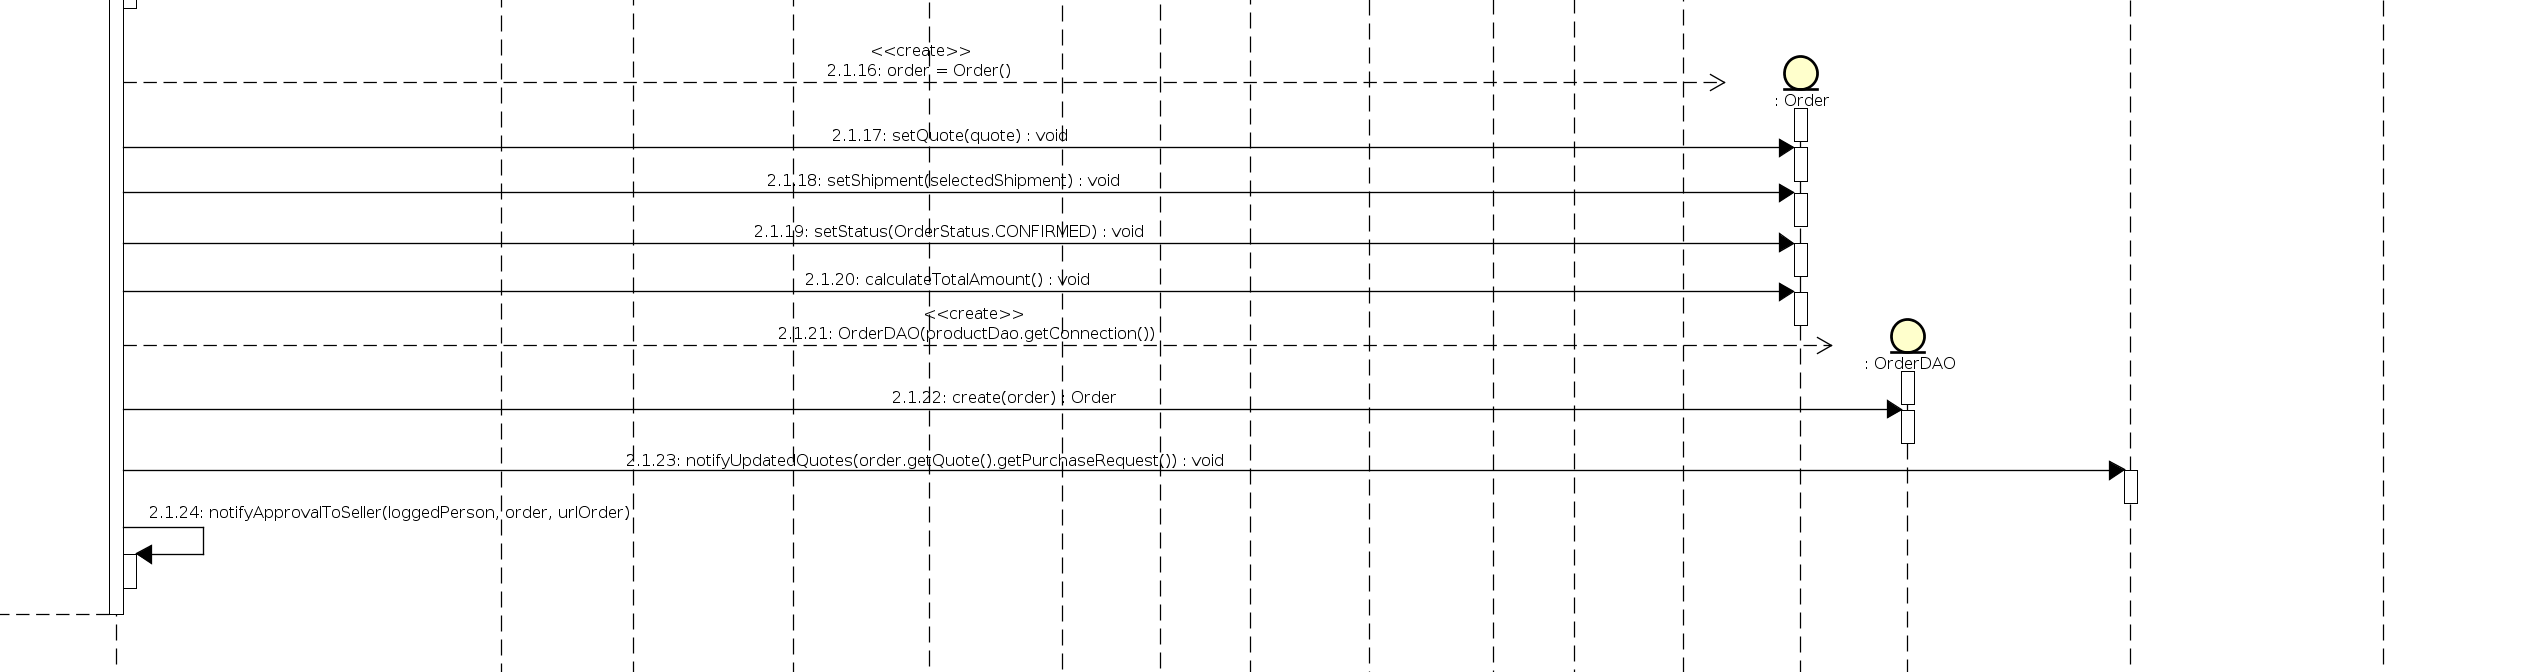 <<create>>
2.1.16: order = Order()
: Order
2.1.17: setQuote(quote) : void
2.1.18: setShipment(selectedShipment) : void
2.1.19: setStatus(OrderStatus.CONFIRMED) : void
2.1.20: calculateTotalAmount() : void
<<create>>
2.1.21: OrderDAO(productDao.getConnection())
: OrderDAO
2.1.22: create(order) : Order
2.1.23: notifyUpdatedQuotes(order.getQuote().getPurchaseRequest()) : void
2.1.24: notifyApprovalToSeller(loggedPerson, order, urlOrder)